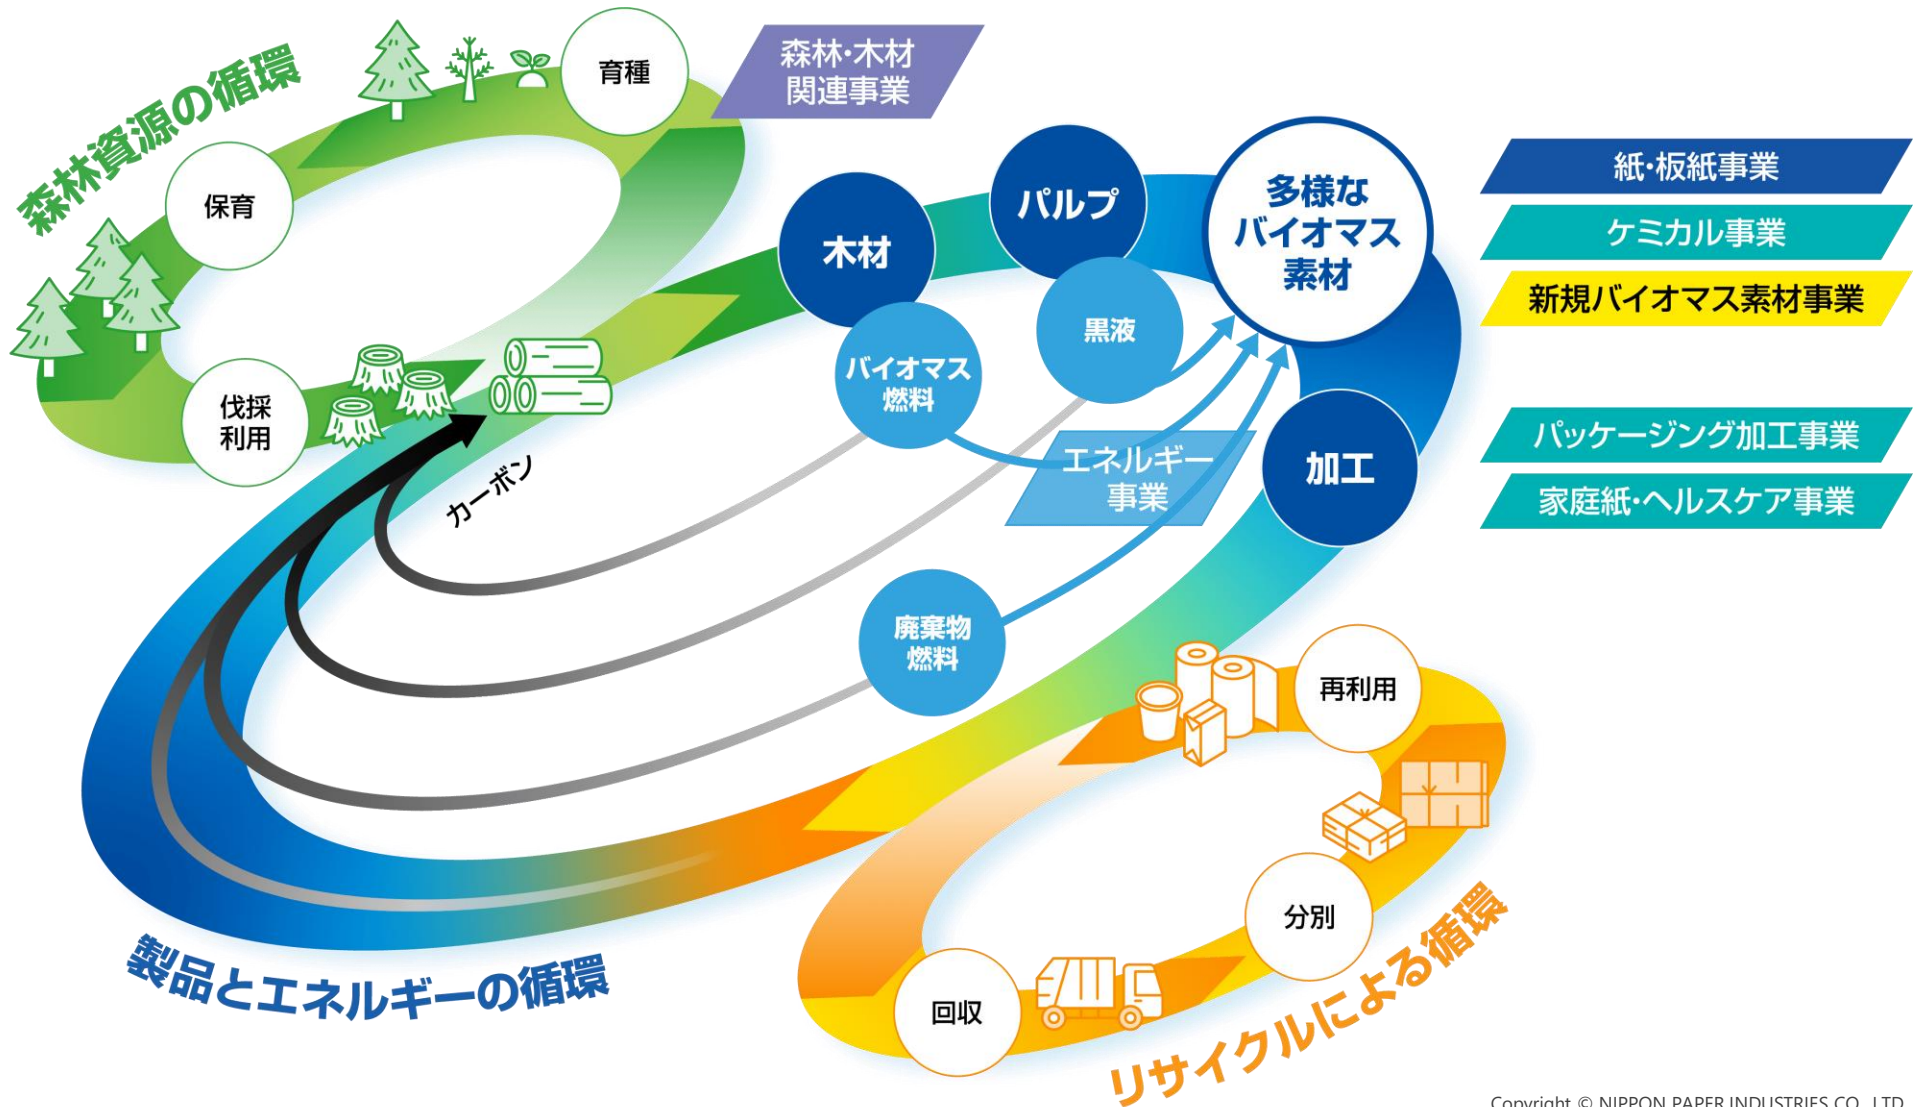 森林資源の循環
育種
保育
伐採
利用
森林・木材
関連事業
木材
パルプ
多様な
バイオマス
素材
バイオマス
燃料
黒液
エネルギー
事業
加工
廃棄物
燃料
カーボン
紙・板紙事業
ケミカル事業
新規バイオマス素材事業
パッケージング加工事業
家庭紙・ヘルスケア事業
再利用
分別
回収
製品とエネルギーの循環
リサイクルによる循環
Copyright © NIPPON PAPER INDUSTRIES CO., LTD.